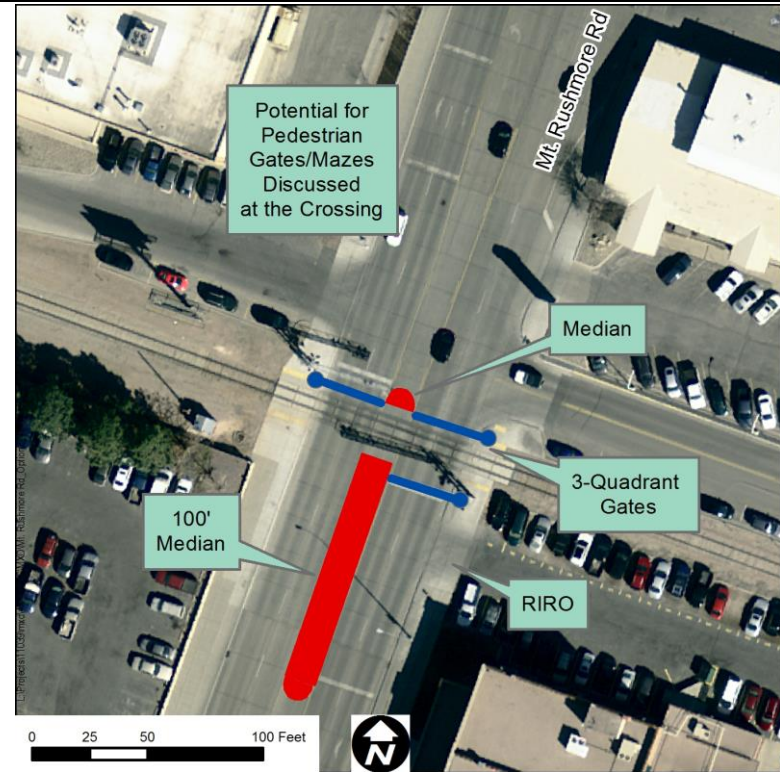 Mt. Rushmore Rd
Potential for
Pedestrian
Gates/Mazes
Discussed
at the Crossing
Median
3-Quadrant
Gates
100'
Median
RIRO
0 25 50 100 Feet
N